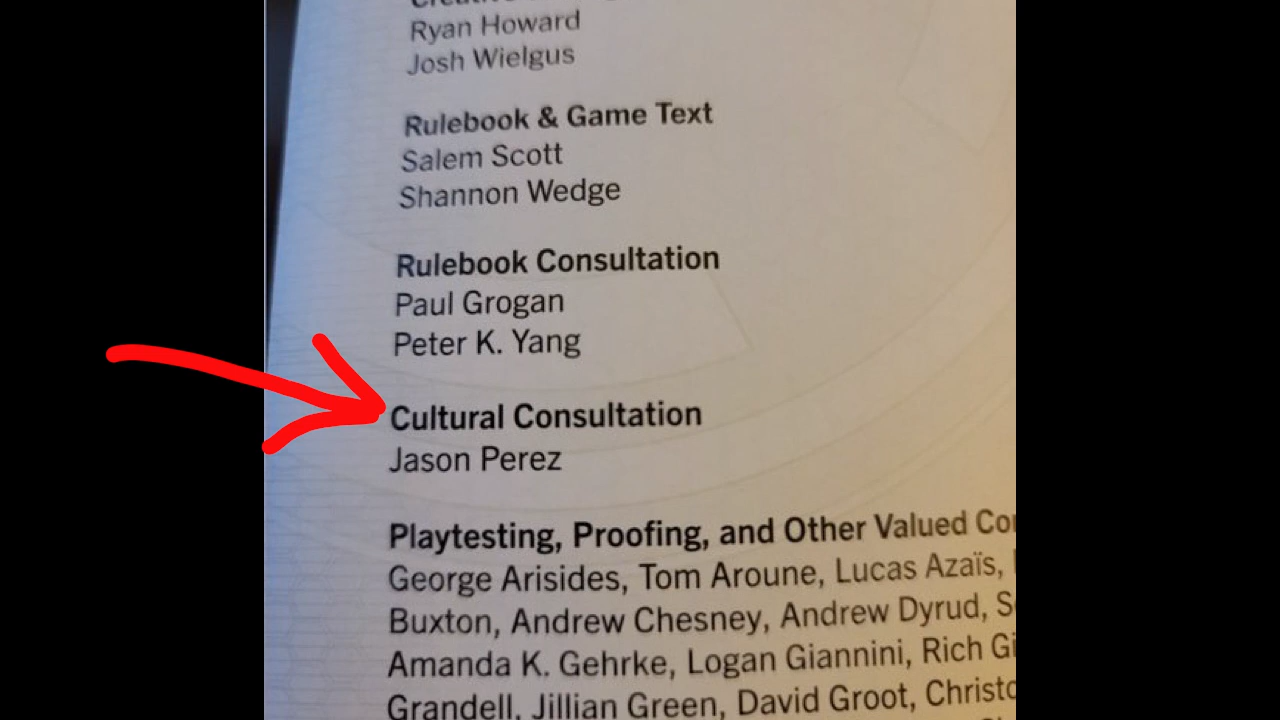 Ryan Howard
Josh Wielgus
Rulebook & Game Text
Salem Scott
Shannon Wedge
Rulebook Consultation
Paul Grogan
Peter K. Yang
Cultural Consultation
Jason Perez
Playtesting, Proofing, and Other Valued
George Arisides, Tom Aroune, Lucas Azaïs,
Buxton, Andrew Chesney, Andrew Dyrud,
Amanda K. Gehrke, Logan Giannini, Rich
Grandell, Jillian Green, David Groot,